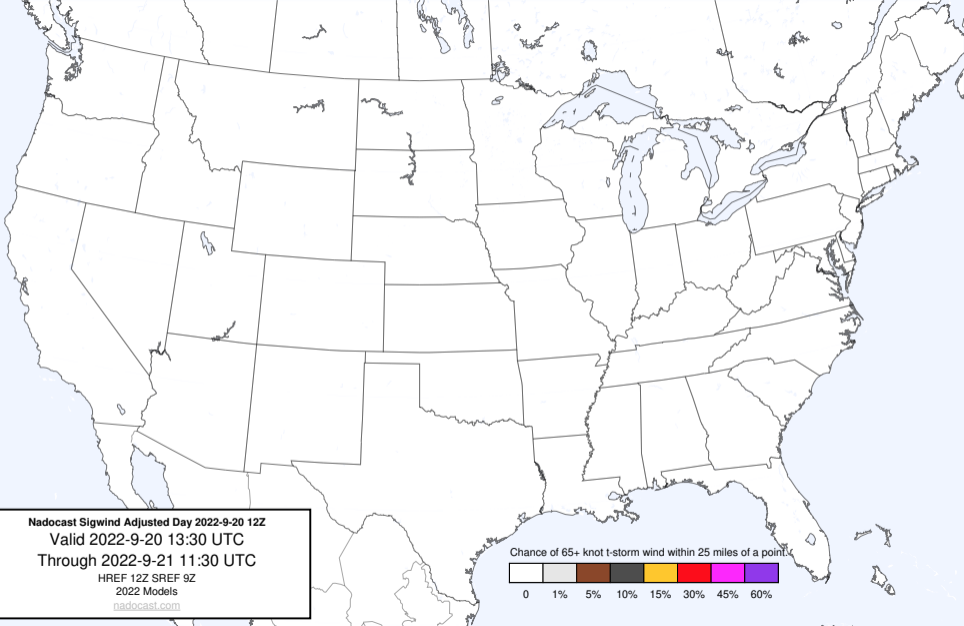 Nadocast Sigwind Adjusted Day 2022-9-20 12Z
Valid 2022-9-20 13:30 UTC
Through 2022-9-21 11:30 UTC
HREF 12Z SREF 9Z
2022 Models
nadocast.com
Chance of 65+ knot t-storm wind within 25 miles of a point.
0 1% 5% 10% 15% 30% 45% 60%